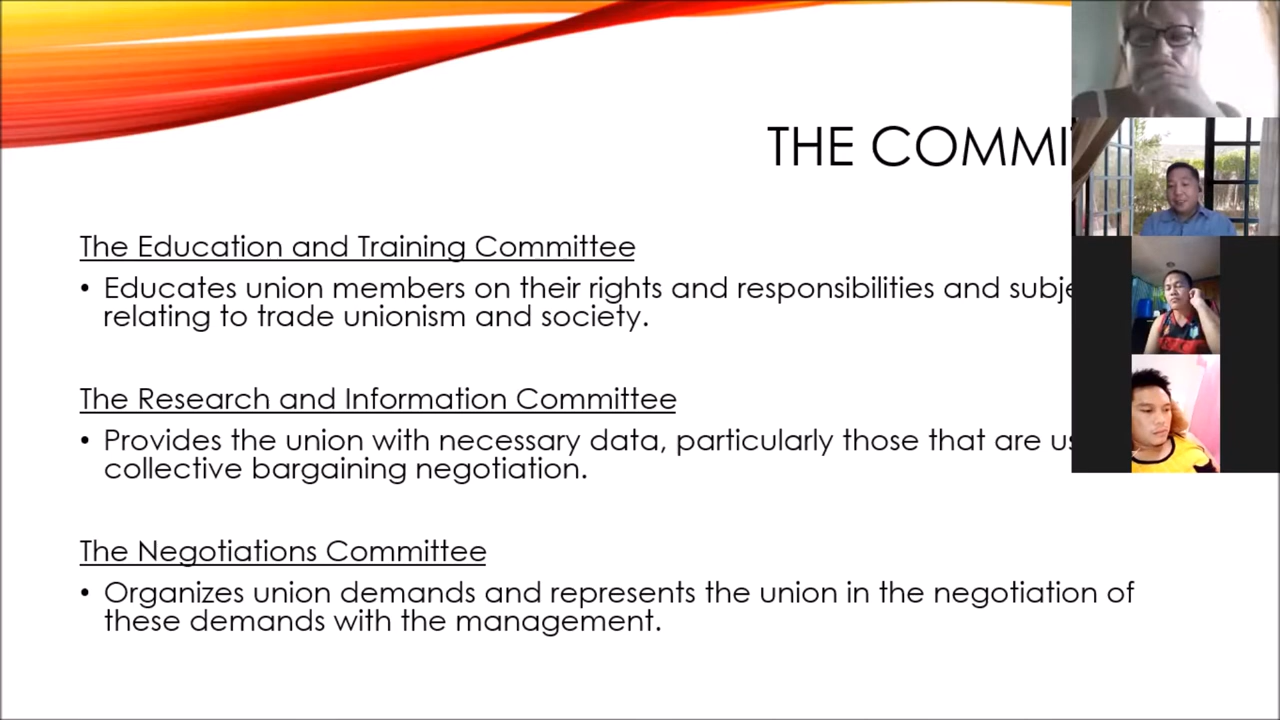 THE COMMI
The Education and Training Committee
• Educates union members on their rights and responsibilities and subje
relating to trade unionism and society.
The Research and Information Committee
• Provides the union with necessary data, particularly those that are us
collective bargaining negotiation.
The Negotiations Committee
• Organizes union demands and represents the union in the negotiation of
these demands with the management.